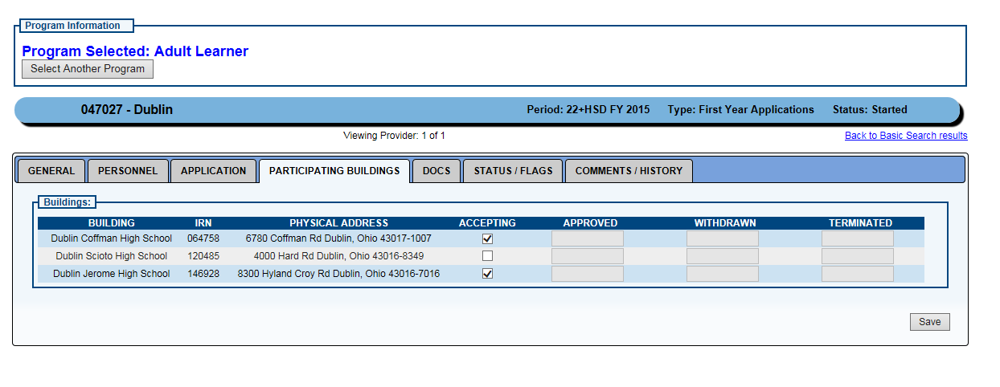 Program Information
Program Selected: Adult Learner
Select Another Program
047027 - Dublin Period: 22+HSD FY 2015 Type: First Year Applications Status: Started
Viewing Provider: 1 of 1 Back to Basic Search results
GENERAL PERSONNEL APPLICATION PARTICIPATING BUILDINGS DOCS STATUS / FLAGS COMMENTS / HISTORY
Buildings:
BUILDING IRN PHYSICAL ADDRESS ACCEPTING APPROVED WITHDRAWN TERMINATED
Dublin Coffman High School 064758 6780 Coffman Rd Dublin, Ohio 43017-1007
Dublin Scioto High School 120485 4000 Hard Rd Dublin, Ohio 43016-8349
Dublin Jerome High School 146928 8300 Hyland Croy Rd Dublin, Ohio 43016-7016
Save